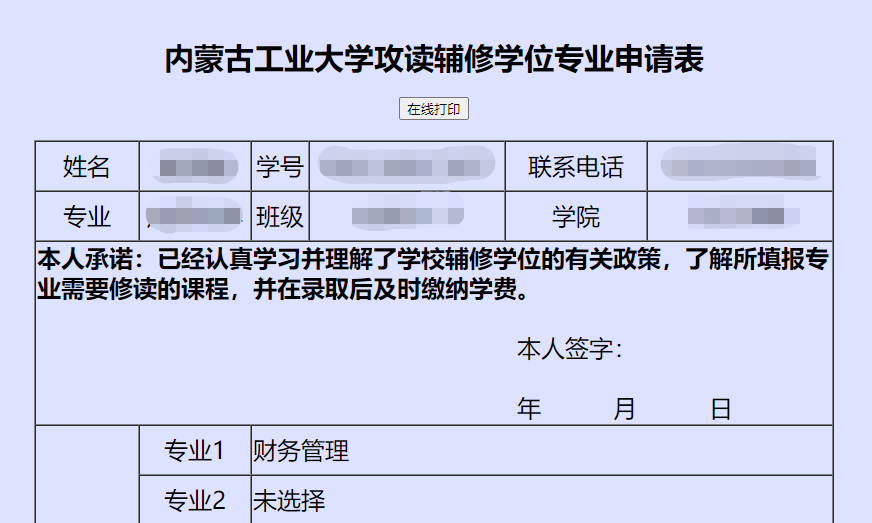 内蒙古工业大学攻读辅修学位专业申请表
在线打印
姓名 学号 联系电话
专业 班级 学院
本人承诺：已经认真学习并理解了学校辅修学位的有关政策，了解所填报专
业需要修读的课程，并在录取后及时缴纳学费。
本人签字：
年 月 日
专业1 财务管理
专业2 未选择